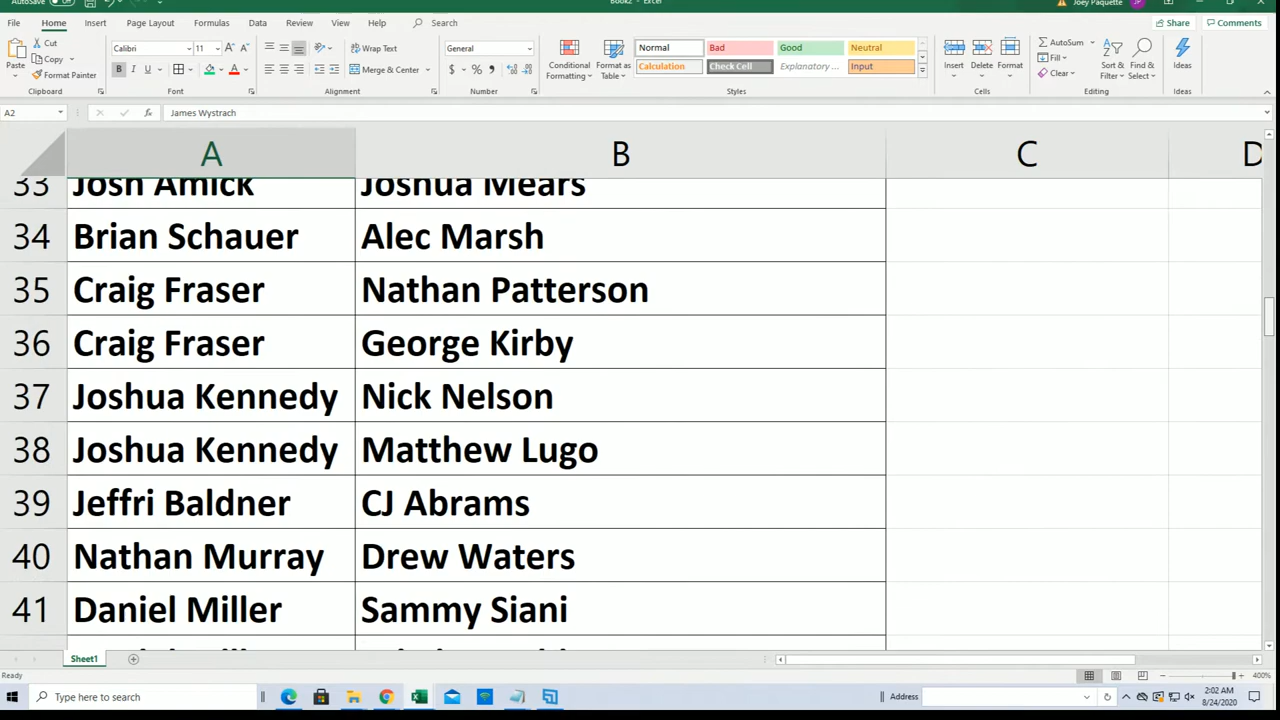 AutoSave Off Book2 - Excel Joey Paquette JP
File Home Insert Page Layout Formulas Data Review View Help Search Share Comments
Cut
Copy
Format Painter
Paste
Clipboard
Calibri 11
B I U
Font
Wrap Text
Merge & Center
Alignment
General
$ % 9
Number
Conditional Formatting
Format as Table
Normal Bad Good Neutral
Calculation Check Cell Explanatory ... Input
Styles
Insert Delete Format
Cells
AutoSum
Fill
Clear
Sort & Filter
Find & Select
Editing
Ideas
Ideas
A2 fx James Wystrach
A B C D
33 Josh Amick Joshua Mears
34 Brian Schauer Alec Marsh
35 Craig Fraser Nathan Patterson
36 Craig Fraser George Kirby
37 Joshua Kennedy Nick Nelson
38 Joshua Kennedy Matthew Lugo
39 Jeffri Baldner CJ Abrams
40 Nathan Murray Drew Waters
41 Daniel Miller Sammy Siani
Sheet1
Ready 400%
Type here to search Address 2:02 AM
8/24/2020